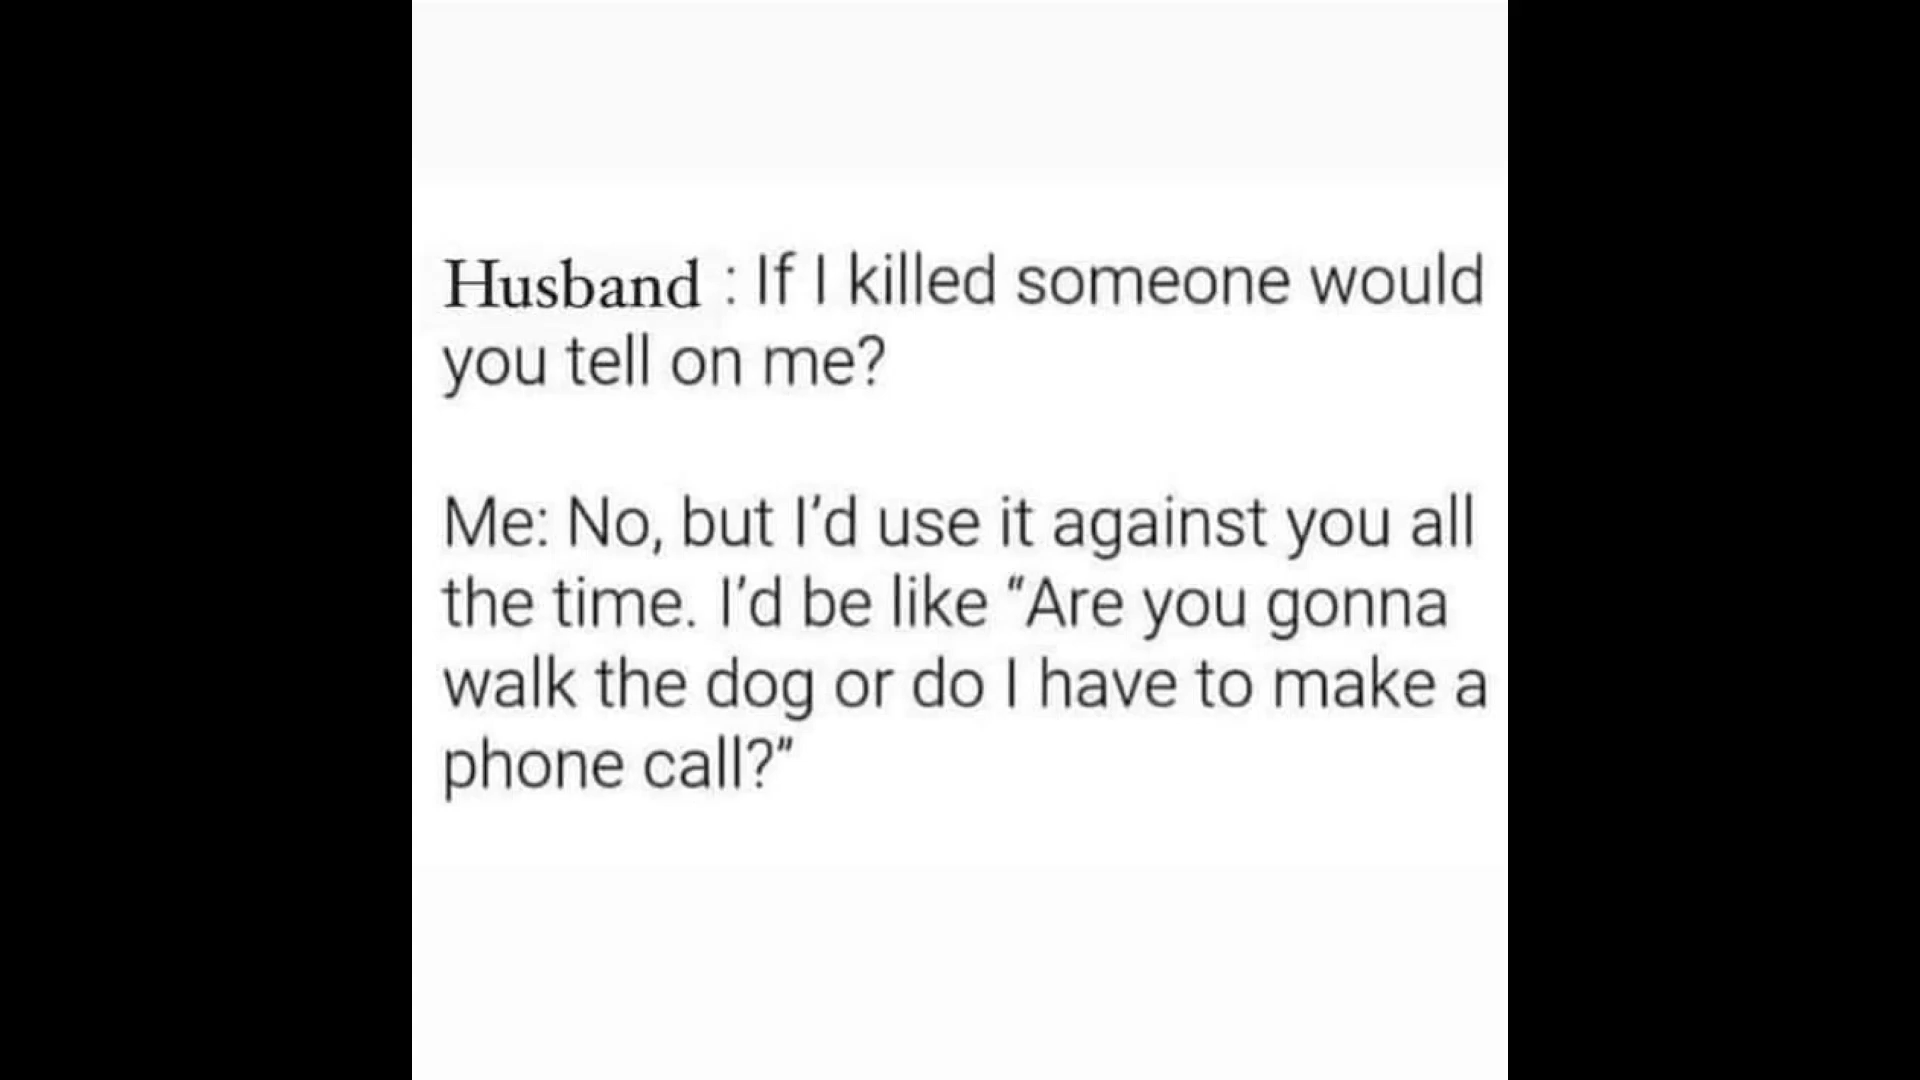 Husband : If I killed someone would
you tell on me?
Me: No, but I’d use it against you all
the time. I’d be like “Are you gonna
walk the dog or do I have to make a
phone call?”